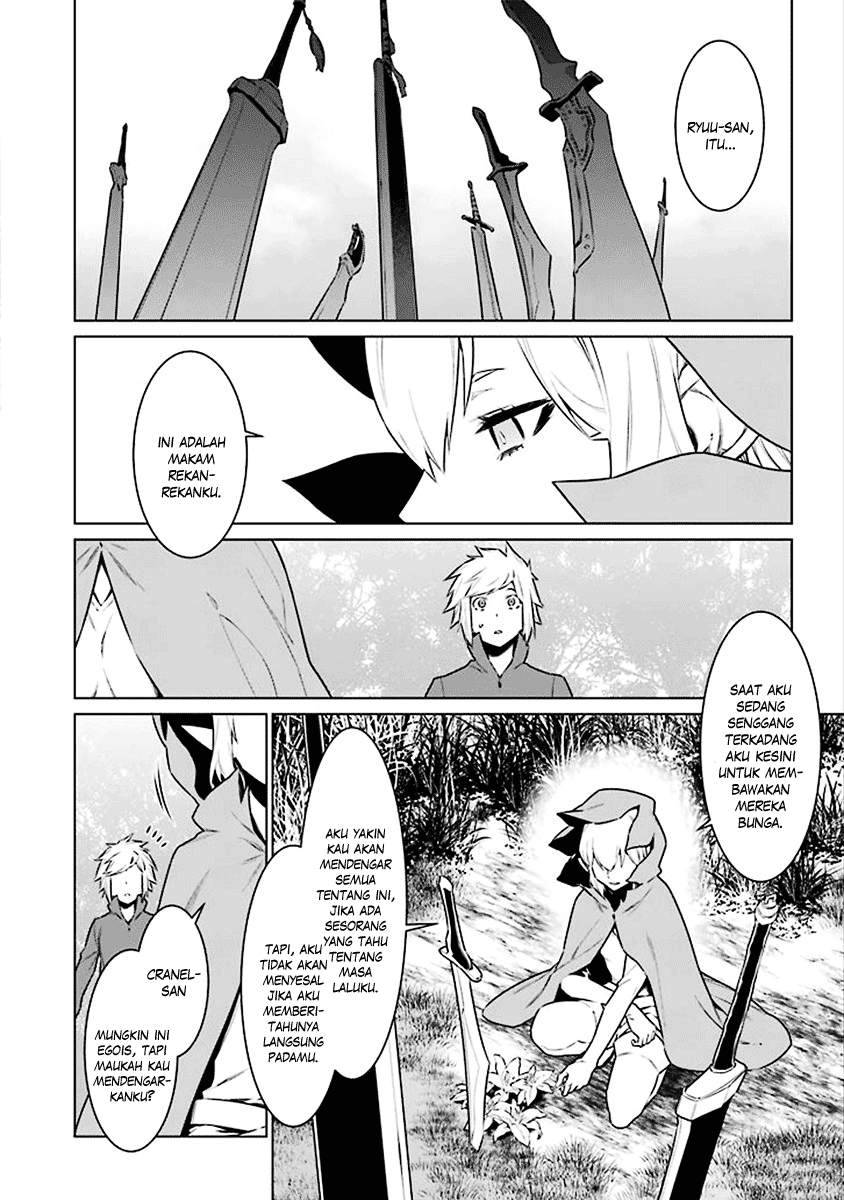 RYUU-SAN,
ITU...
INI ADALAH
MAKAM
REKAN-
REKANKU.
SAAT AKU
SEDANG
SENGGANG
TERKADANG
AKU KESINI
UNTUK MEM-
BAWAKAN
MEREKA
BUNGA.
AKU YAKIN
KAU AKAN
MENDENGAR
SEMUA
TENTANG INI,
JIKA ADA
SESORANG
YANG TAHU
TENTANG
MASA
LALUKU.
TAPI, AKU
TIDAK AKAN
MENYESAL
JIKA AKU
MEMBERI-
TAHUNYA
LANGSUNG
PADAMU.
CRANEL-
SAN
MUNGKIN INI
EGOIS, TAPI
MAUKAH KAU
MENDENGAR-
KANKU?